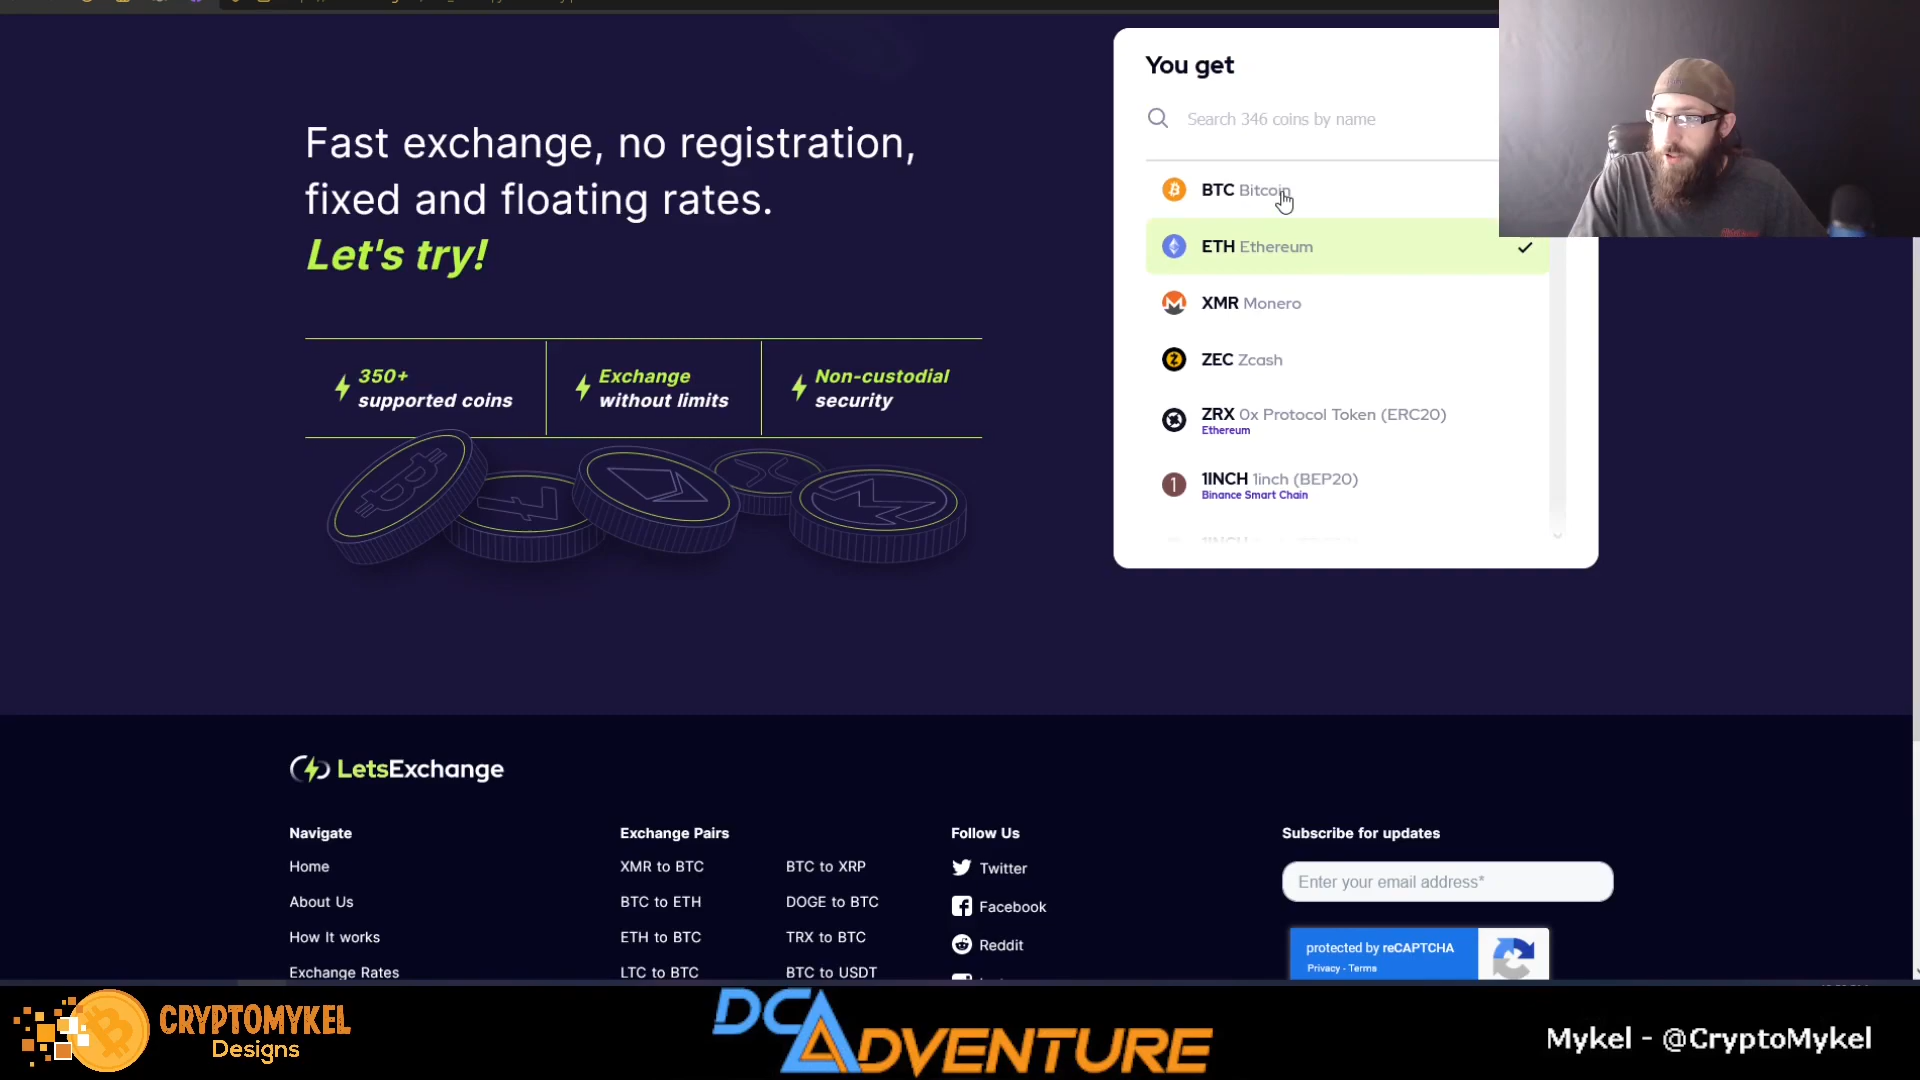 You get
Search 346 coins by name
Fast exchange, no registration,
fixed and floating rates.
Let's try!
BTC Bitcoin
ETH Ethereum
XMR Monero
ZEC Zcash
ZRX 0x Protocol Token (ERC20)
Ethereum
1INCH 1inch (BEP20)
Binance Smart Chain
350+
supported coins
Exchange
without limits
Non-custodial
security
LetsExchange
Navigate
Home
About Us
How It works
Exchange Rates
Exchange Pairs
XMR to BTC
BTC to XRP
BTC to ETH
DOGE to BTC
ETH to BTC
TRX to BTC
LTC to BTC
BTC to USDT
Follow Us
Twitter
Facebook
Reddit
Subscribe for updates
Enter your email address*
protected by reCAPTCHA
Privacy - Terms
CRYPTOMYKEL
Designs
DCADVENTURE
Mykel - @CryptoMykel